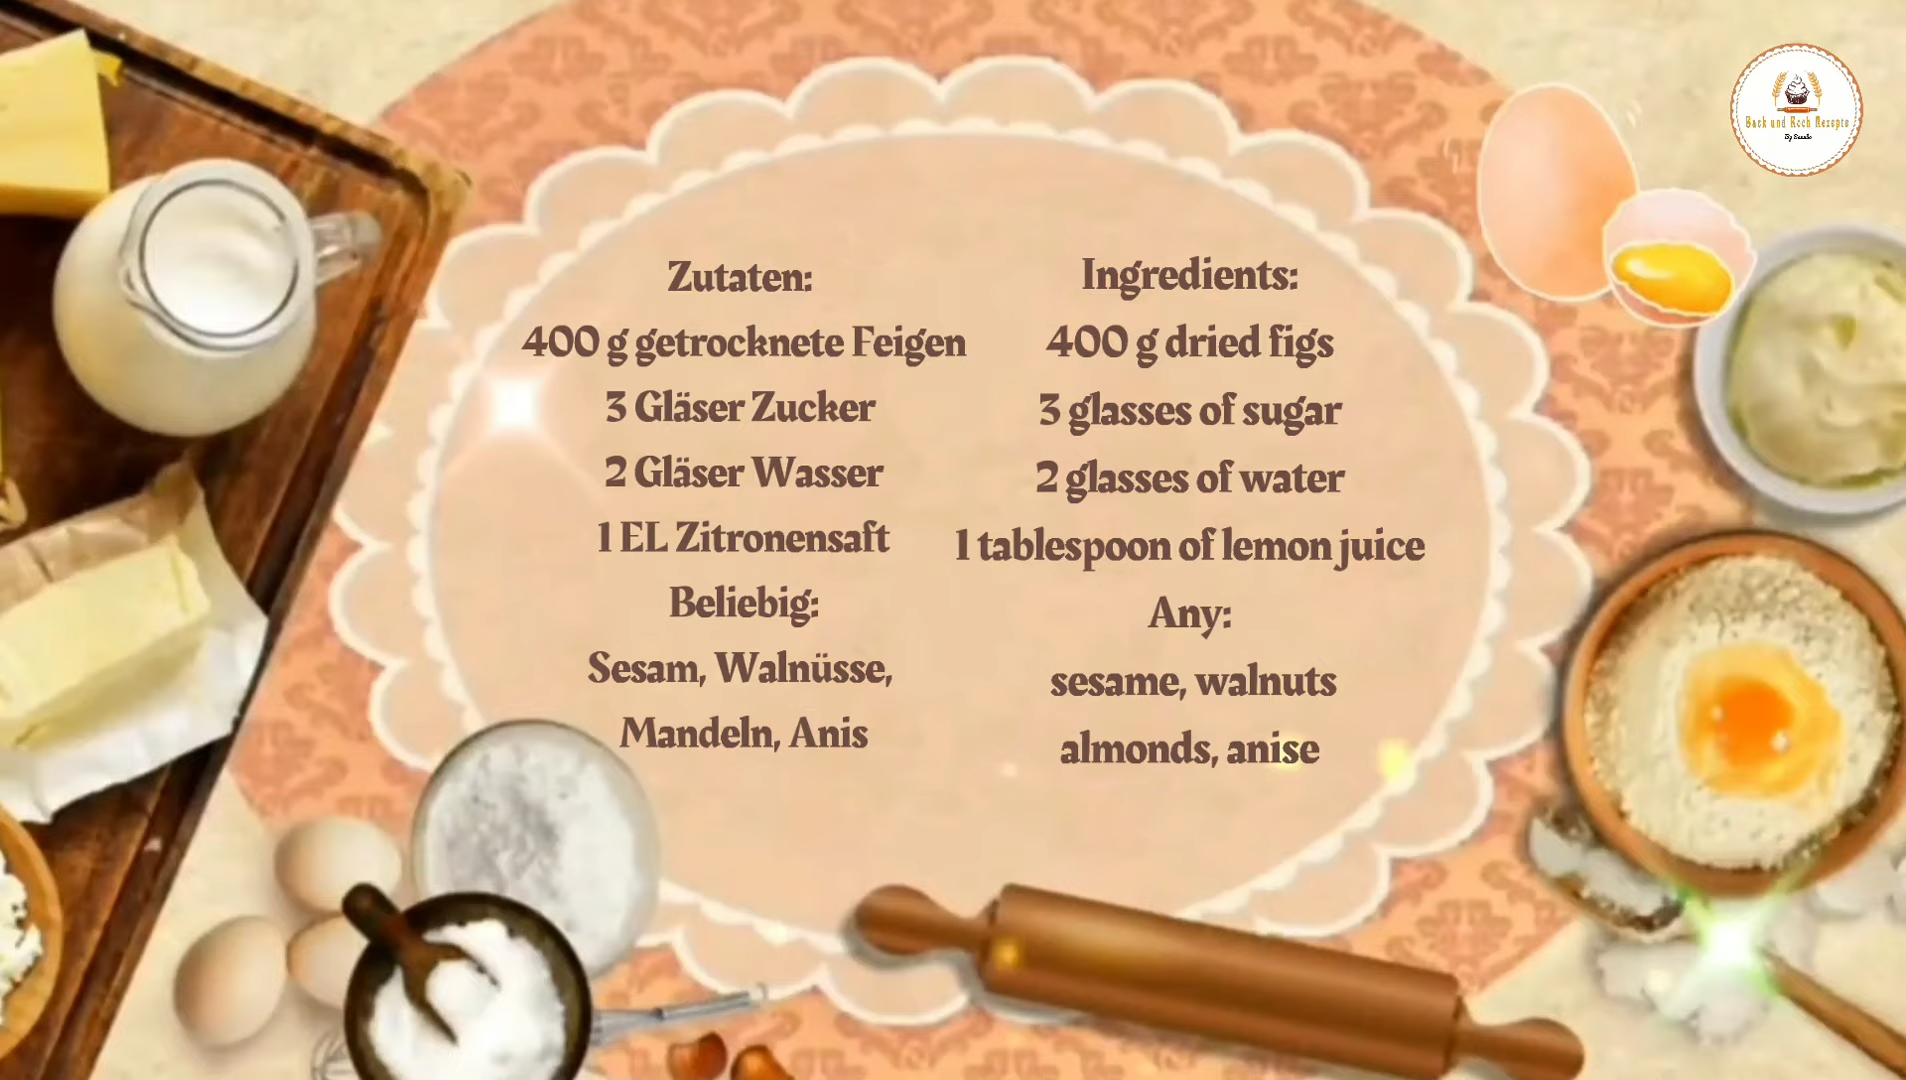 Zutaten:
400 g getrocknete Feigen
3 Gläser Zucker
2 Gläser Wasser
1 EL Zitronensaft
Beliebig:
Sesam, Walnüsse,
Mandeln, Anis
Ingredients:
400 g dried figs
3 glasses of sugar
2 glasses of water
1 tablespoon of lemon juice
Any:
sesame, walnuts
almonds, anise
Back und Koch Rezepte